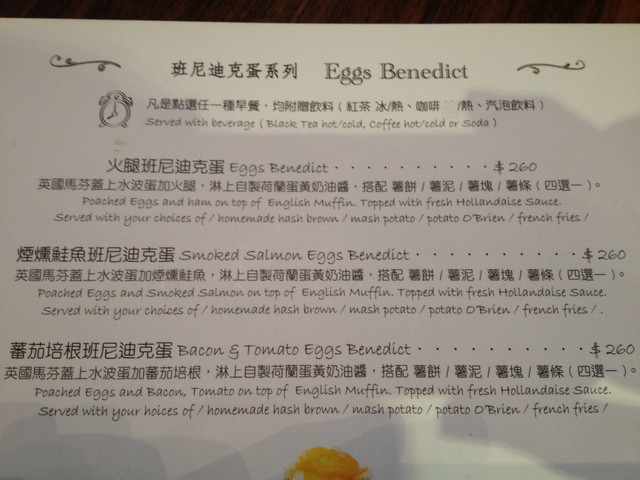 班尼迪克蛋系列 Eggs Benedict
凡是點選任一種早餐，均附贈飲料（紅茶 冰/熱、咖啡 /熱、汽泡飲料）
Served with beverage (Black Tea hot/cold, Coffee hot/cold or Soda)
火腿班尼迪克蛋 Eggs Benedict · · · · · · · · · · $ 260
英國馬芬蓋上水波蛋加火腿，淋上自製荷蘭蛋黃奶油醬，搭配 薯餅 / 薯泥 / 薯塊 / 薯條（四選一）。
Poached Eggs and ham on top of English Muffin. Topped with fresh Hollandaise Sauce.
Served with your choices of / homemade hash brown / mash potato / potato O'Brien / french fries /
煙燻鮭魚班尼迪克蛋 Smoked Salmon Eggs Benedict · · · · · · · · · · $ 260
英國馬芬蓋上水波蛋加煙燻鮭魚，淋上自製荷蘭蛋黃奶油醬，搭配 薯餅 / 薯泥 / 薯塊 / 薯條（四選一）。
Poached Eggs and Smoked Salmon on top of English Muffin. Topped with fresh Hollandaise Sauce.
Served with your choices of / homemade hash brown / mash potato / potato O'Brien / french fries / .
蕃茄培根班尼迪克蛋 Bacon & Tomato Eggs Benedict · · · · · · · · · · $ 260
英國馬芬蓋上水波蛋加蕃茄培根，淋上自製荷蘭蛋黃奶油醬，搭配 薯餅 / 薯泥 / 薯塊 / 薯條（四選一）。
Poached Eggs and Bacon, Tomato on top of English Muffin. Topped with fresh Hollandaise Sauce.
Served with your hoices of / homemade hash brown / mash potato / potato O'Brien / french fries /